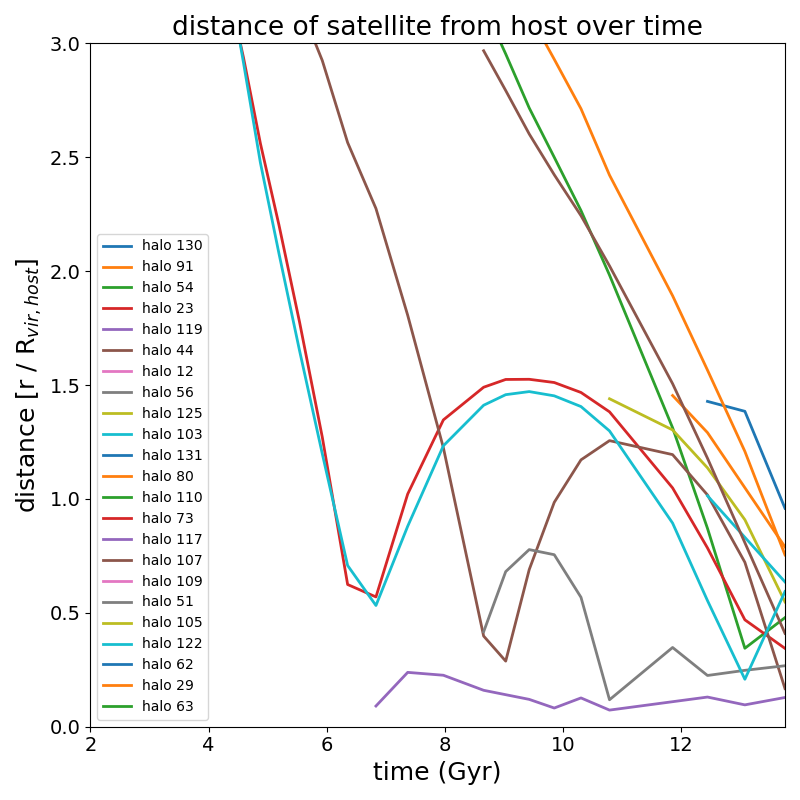 distance of satellite from host over time
distance [r / R_{vir, host}]
3.0
2.5
2.0
1.5
1.0
0.5
0.0
halo 130
halo 91
halo 54
halo 23
halo 119
halo 44
halo 12
halo 56
halo 125
halo 103
halo 131
halo 80
halo 110
halo 73
halo 117
halo 107
halo 109
halo 51
halo 105
halo 122
halo 62
halo 29
halo 63
2 4 6 8 10 12
time (Gyr)